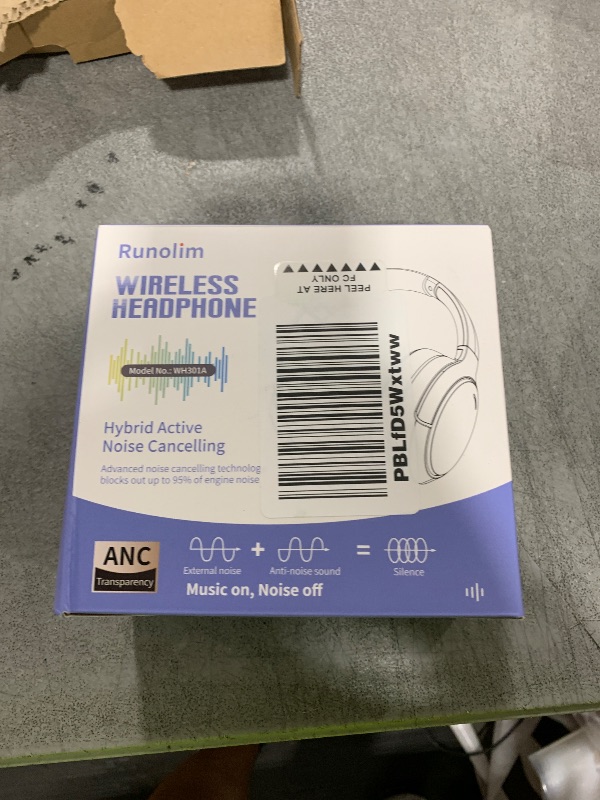 Runolim
WIRELESS
HEADPHONE
Model No.: WH301A
Hybrid Active
Noise Cancelling
Advanced noise cancelling technolog
blocks out up to 95% of engine noise
PEEL HERE AT
FC ONLY
PBLfD5Wxtww
ANC
Transparency
External noise
+
Anti-noise sound
=
Silence
Music on, Noise off